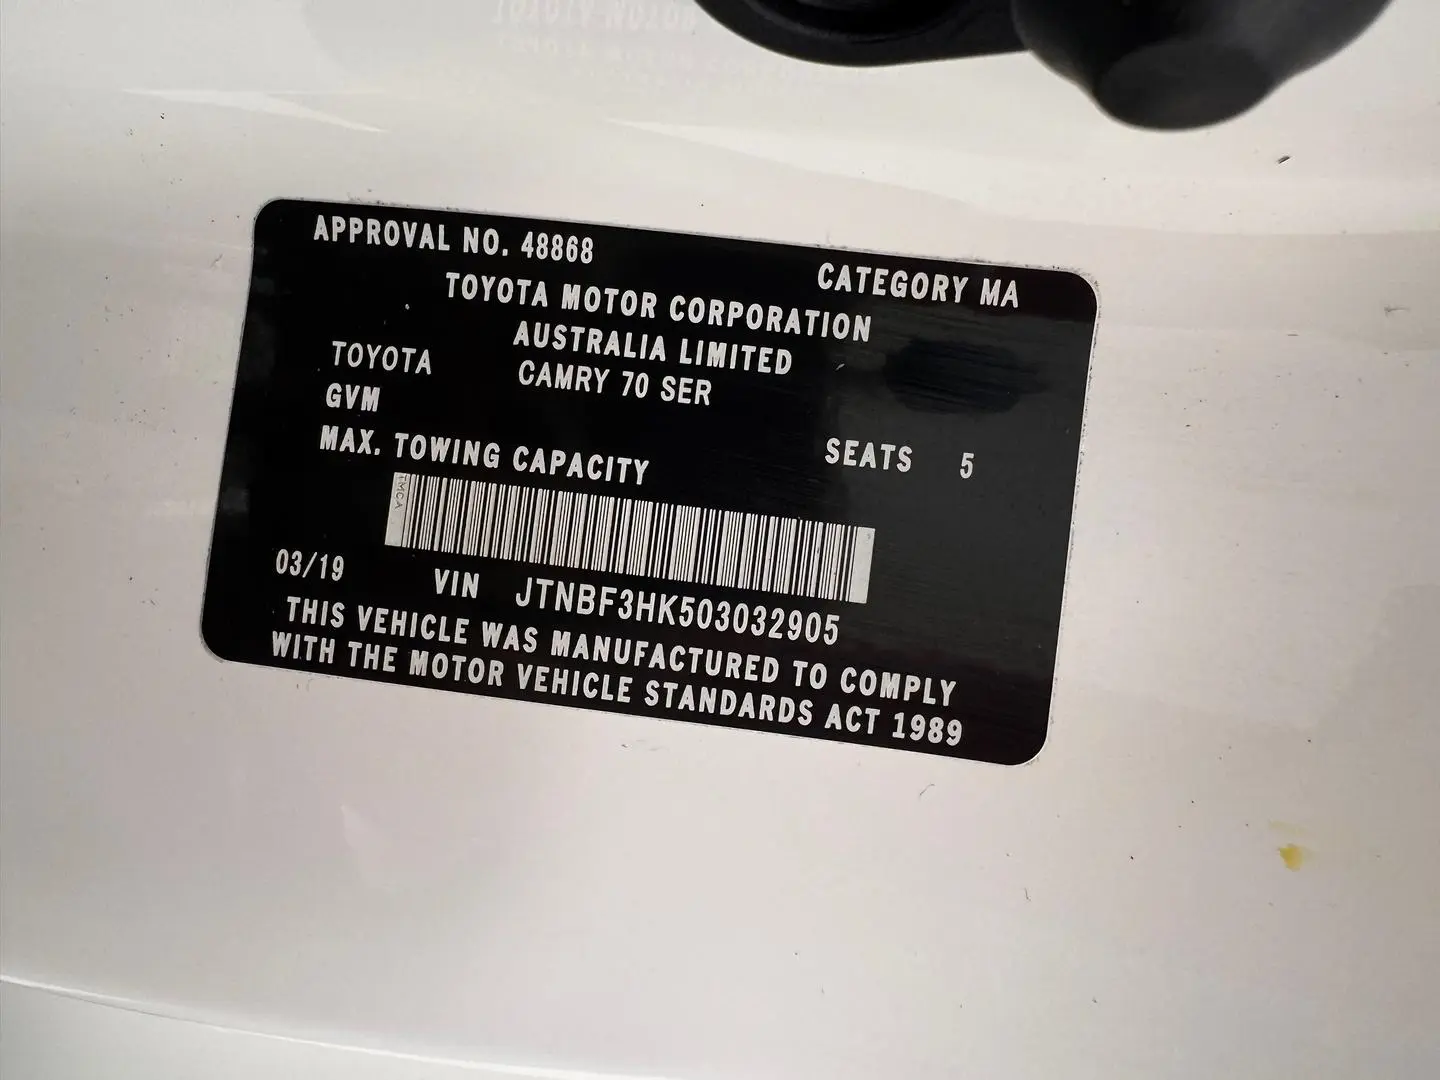 APPROVAL NO. 48868
CATEGORY MA
TOYOTA MOTOR CORPORATION
AUSTRALIA LIMITED
TOYOTA CAMRY 70 SER
GVM
MAX. TOWING CAPACITY
SEATS 5
TMCA
03/19 VIN JTNBF3HK503032905
THIS VEHICLE WAS MANUFACTURED TO COMPLY
WITH THE MOTOR VEHICLE STANDARDS ACT 1989